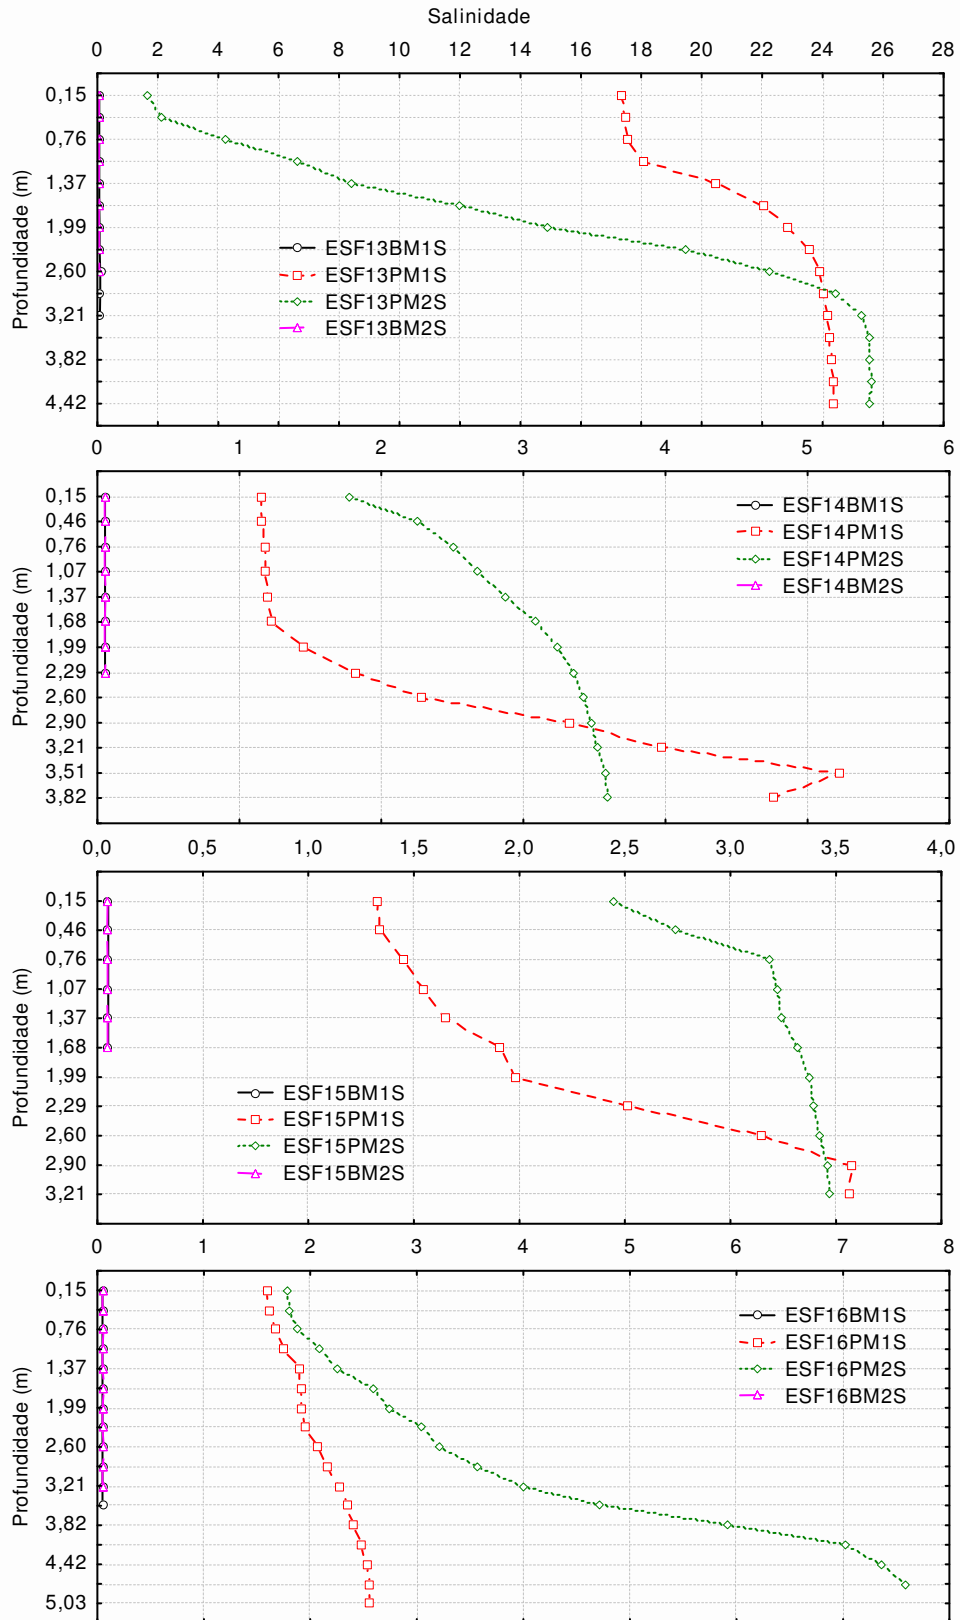 Salinidade
0 2 4 6 8 10 12 14 16 18 20 22 24 26 28
Profundidade (m)
0,15
0,76
1,37
1,99
2,60
3,21
3,82
4,42
ESF13BM1S
ESF13PM1S
ESF13PM2S
ESF13BM2S
0 1 2 3 4 5 6
Profundidade (m)
0,15
0,46
0,76
1,07
1,37
1,68
1,99
2,29
2,60
2,90
3,21
3,51
3,82
ESF14BM1S
ESF14PM1S
ESF14PM2S
ESF14BM2S
0,0 0,5 1,0 1,5 2,0 2,5 3,0 3,5 4,0
Profundidade (m)
0,15
0,46
0,76
1,07
1,37
1,68
1,99
2,29
2,60
2,90
3,21
ESF15BM1S
ESF15PM1S
ESF15PM2S
ESF15BM2S
0 1 2 3 4 5 6 7 8
Profundidade (m)
0,15
0,76
1,37
1,99
2,60
3,21
3,82
4,42
5,03
ESF16BM1S
ESF16PM1S
ESF16PM2S
ESF16BM2S